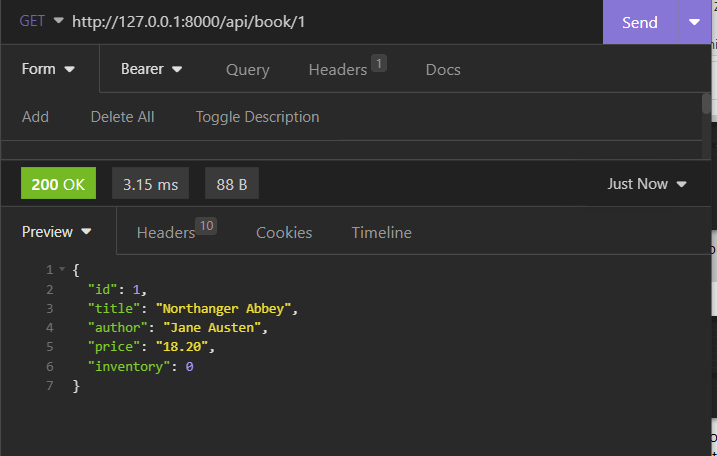 GET http://127.0.0.1:8000/api/book/1 Send
Form Bearer Query Headers 1 Docs
Add Delete All Toggle Description
200 OK 3.15 ms 88 B Just Now
Preview Headers 10 Cookies Timeline
1 {
2 "id": 1,
3 "title": "Northanger Abbey",
4 "author": "Jane Austen",
5 "price": "18.20",
6 "inventory": 0
7 }